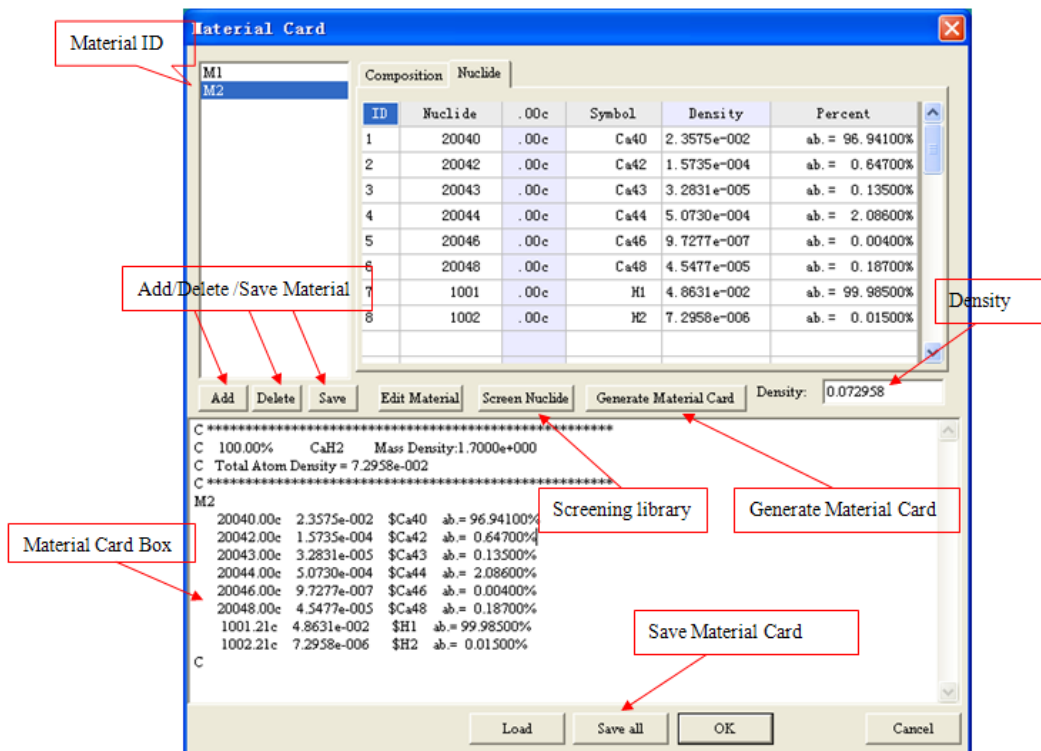 Material Card
Material ID
M1
M2
Composition Nuclide
ID Nuclide .00c Symbol Density Percent
1 20040 .00c Ca40 2.3575e-002 ab.= 96.94100%
2 20042 .00c Ca42 1.5735e-004 ab.= 0.64700%
3 20043 .00c Ca43 3.2831e-005 ab.= 0.13500%
4 20044 .00c Ca44 5.0730e-004 ab.= 2.08600%
5 20046 .00c Ca46 9.7277e-007 ab.= 0.00400%
6 20048 .00c Ca48 4.5477e-005 ab.= 0.18700%
7 1001 .00c H1 4.8631e-002 ab.= 99.98500%
8 1002 .00c H2 7.2958e-006 ab.= 0.01500%
Add/Delete /Save Material
Density
Add Delete Save Edit Material Screen Nuclide Generate Material Card Density: 0.072958
C ******************************************************
C 100.00% CaH2 Mass Density:1.7000e+000
C Total Atom Density = 7.2958e-002
C ******************************************************
M2
20040.00c 2.3575e-002 $Ca40 ab.= 96.94100%
20042.00c 1.5735e-004 $Ca42 ab.= 0.64700%
20043.00c 3.2831e-005 $Ca43 ab.= 0.13500%
20044.00c 5.0730e-004 $Ca44 ab.= 2.08600%
20046.00c 9.7277e-007 $Ca46 ab.= 0.00400%
20048.00c 4.5477e-005 $Ca48 ab.= 0.18700%
1001.21c 4.8631e-002 $H1 ab.= 99.98500%
1002.21c 7.2958e-006 $H2 ab.= 0.01500%
C
Screening library
Generate Material Card
Material Card Box
Save Material Card
Load Save all OK Cancel